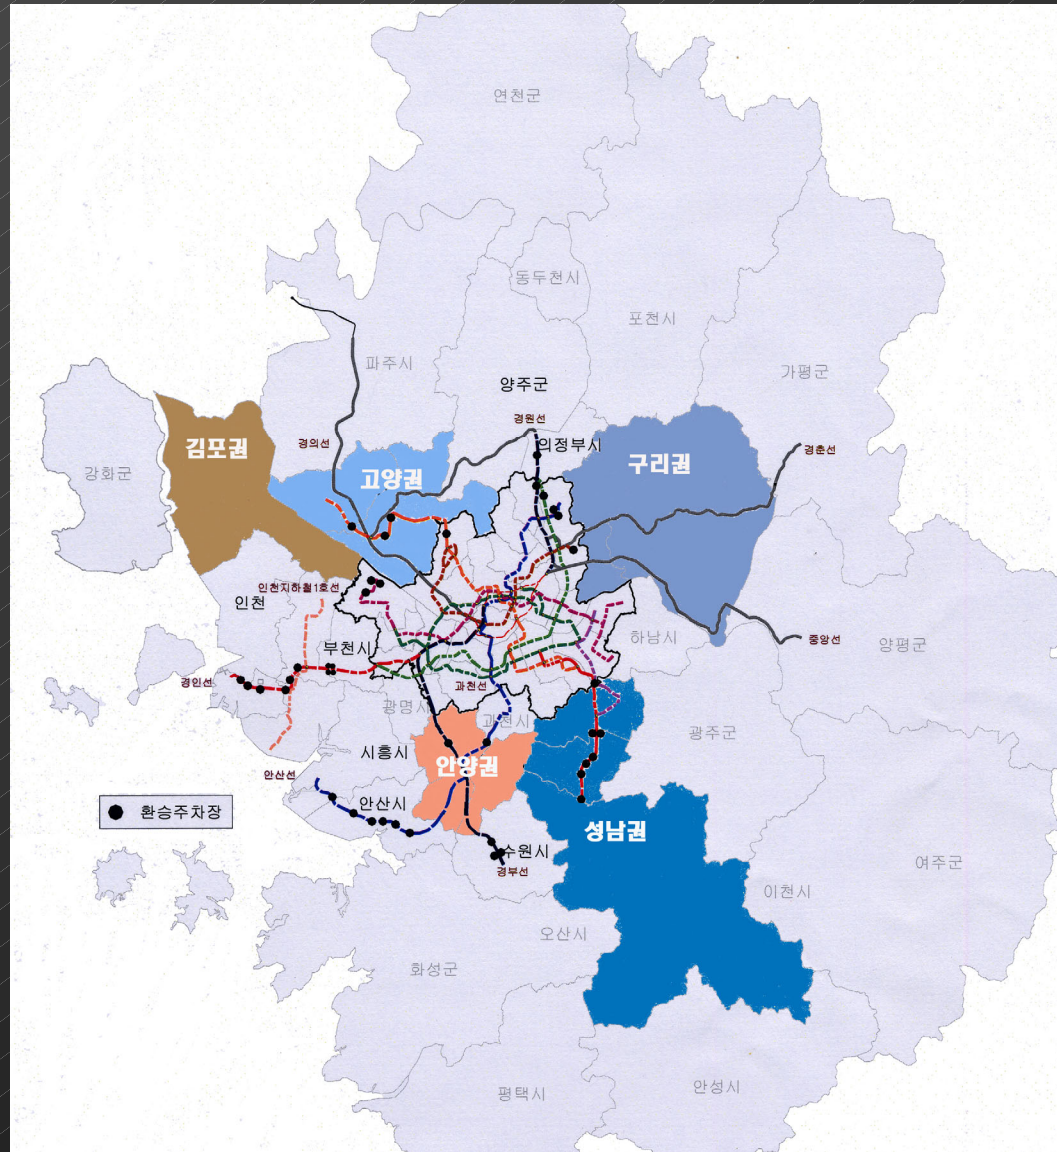 연천군
동두천시
포천시
파주시
가평군
양주군
경원선
김포권
경의선
의정부시
경춘선
강화군
고양권
구리권
인천지하철1호선
인천
부천시
하남시
중앙선
양평군
경인선
과천선
광명시
과천시
시흥시
광주군
안산선
안양권
안산시
환승주차장
성남권
수원시
경부선
여주군
이천시
오산시
화성군
평택시
안성시